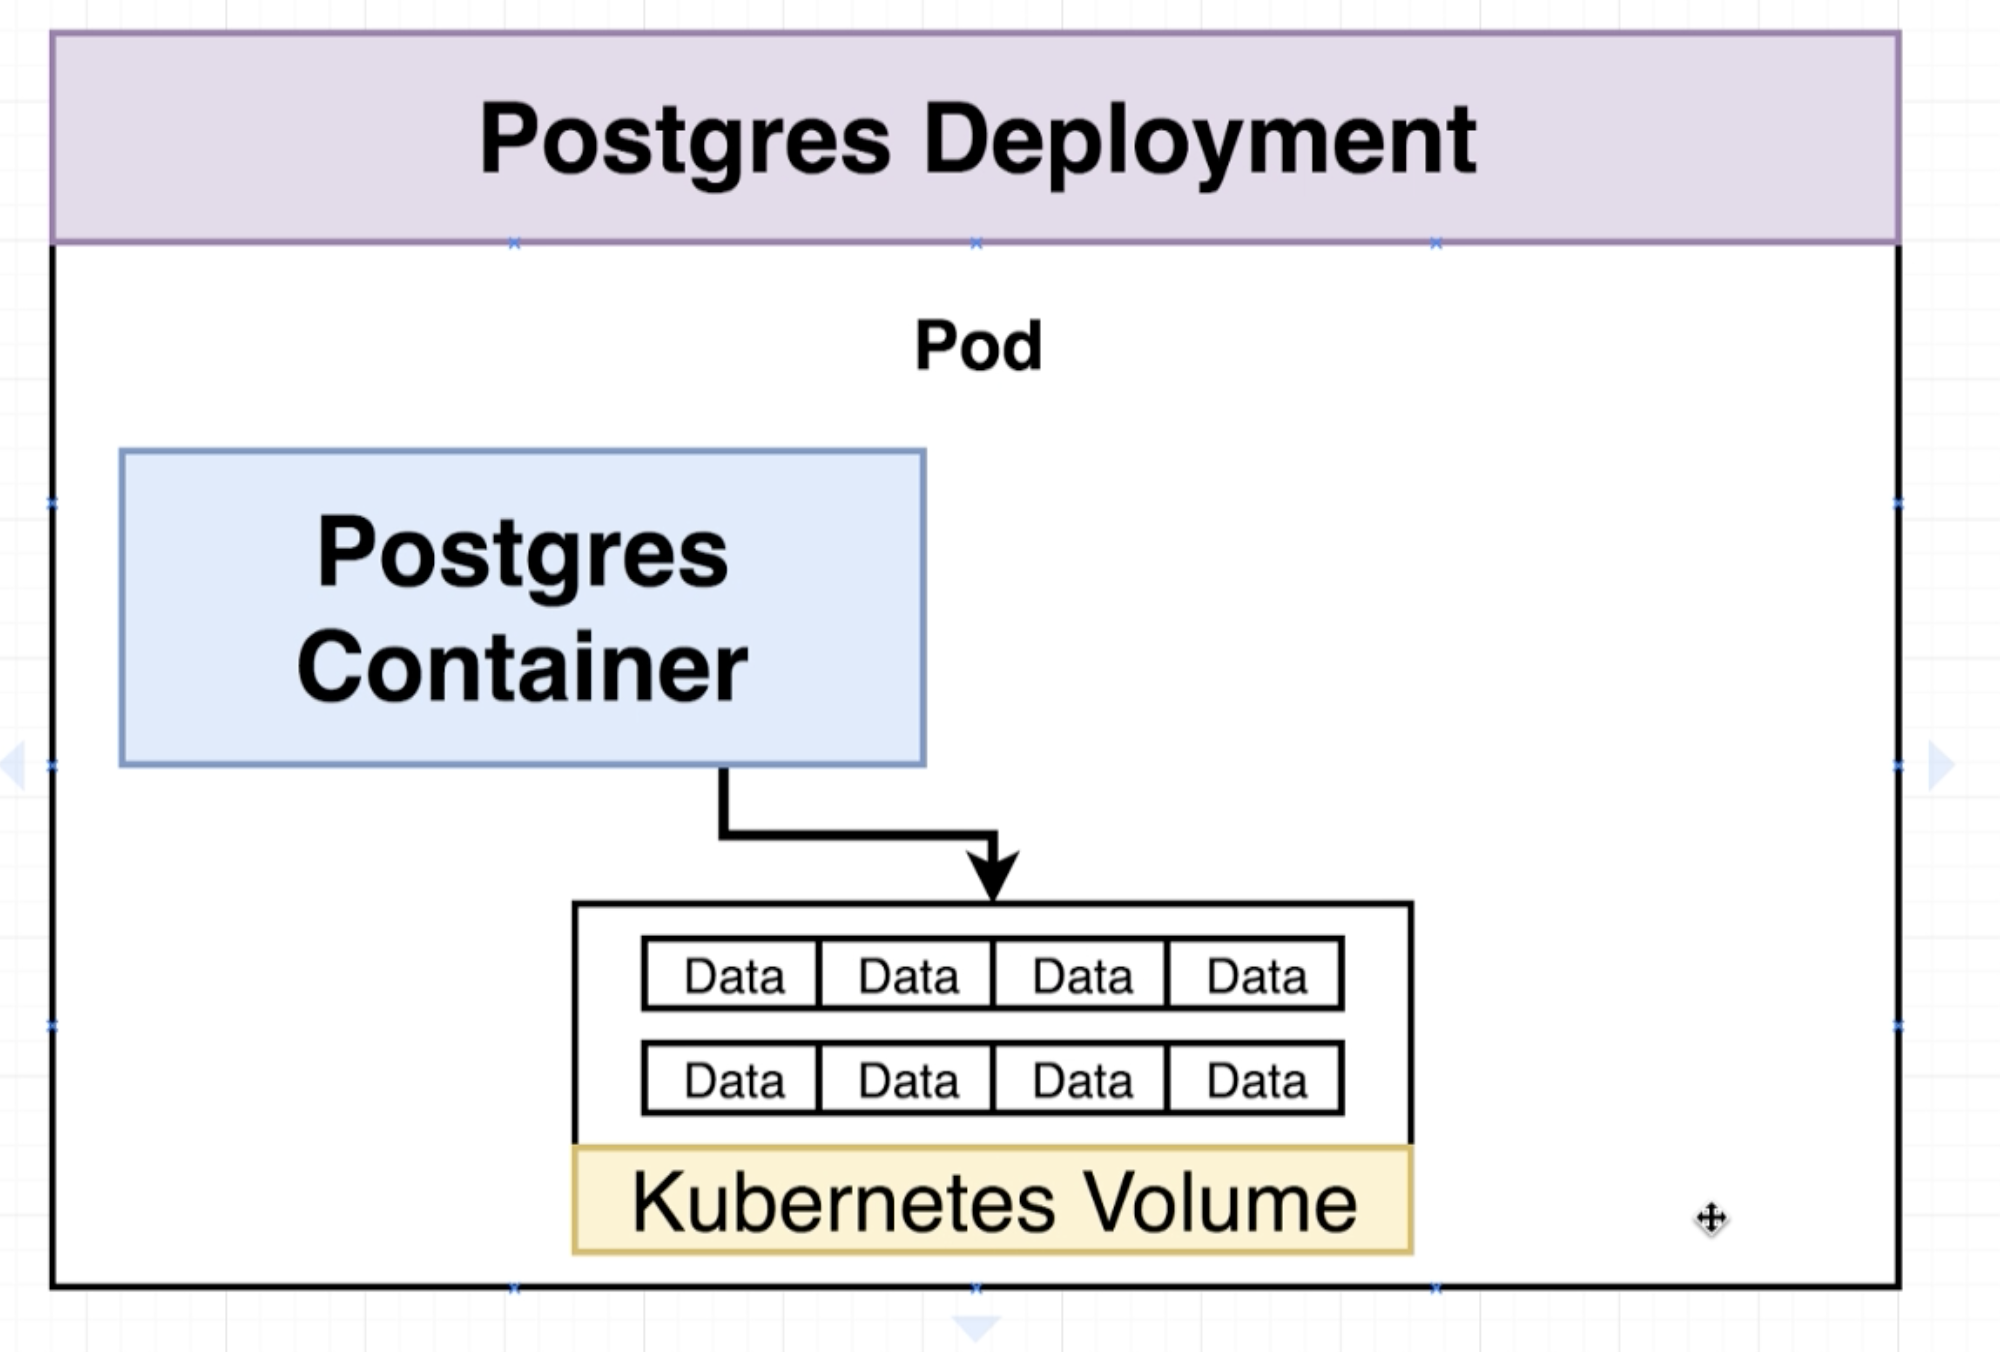 Postgres Deployment
Pod
Postgres
Container
Data Data Data Data
Data Data Data Data
Kubernetes Volume